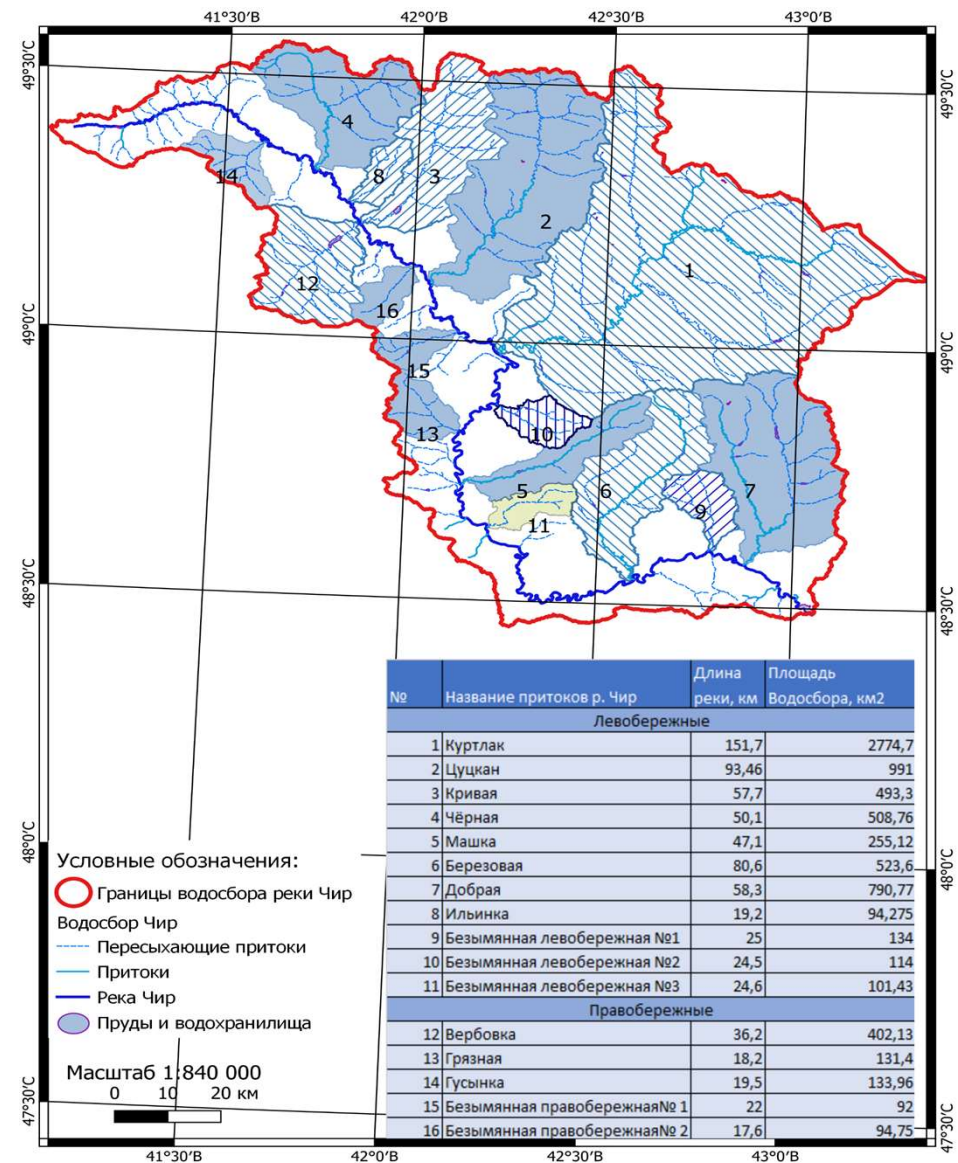 41°30'В 42°0'В 42°30'В 43°0'В
49°30'С 49°30'С
4
14 8 3
2
1
12
16
49°0'С 49°0'С
15
13 10
5 6 7
9
11
48°30'С 48°30'С
№ Название притоков р. Чир Длина реки, км Площадь Водосбора, км2
Левобережные
1 Куртлак 151,7 2774,7
2 Цуцкан 93,46 991
3 Кривая 57,7 493,3
4 Чёрная 50,1 508,76
5 Машка 47,1 255,12
6 Березовая 80,6 523,6
7 Добрая 58,3 790,77
8 Ильинка 19,2 94,275
9 Безымянная левобережная №1 25 134
10 Безымянная левобережная №2 24,5 114
11 Безымянная левобережная №3 24,6 101,43
Правобережные
12 Вербовка 36,2 402,13
13 Грязная 18,2 131,4
14 Гусынка 19,5 133,96
15 Безымянная правобережная№ 1 22 92
16 Безымянная правобережная№ 2 17,6 94,75
48°0'С 48°0'С
Условные обозначения:
Границы водосбора реки Чир
Водосбор Чир
Пересыхающие притоки
Притоки
Река Чир
Пруды и водохранилища
Масштаб 1:840 000
0 10 20 км
47°30'С 47°30'С
41°30'В 42°0'В 42°30'В 43°0'В